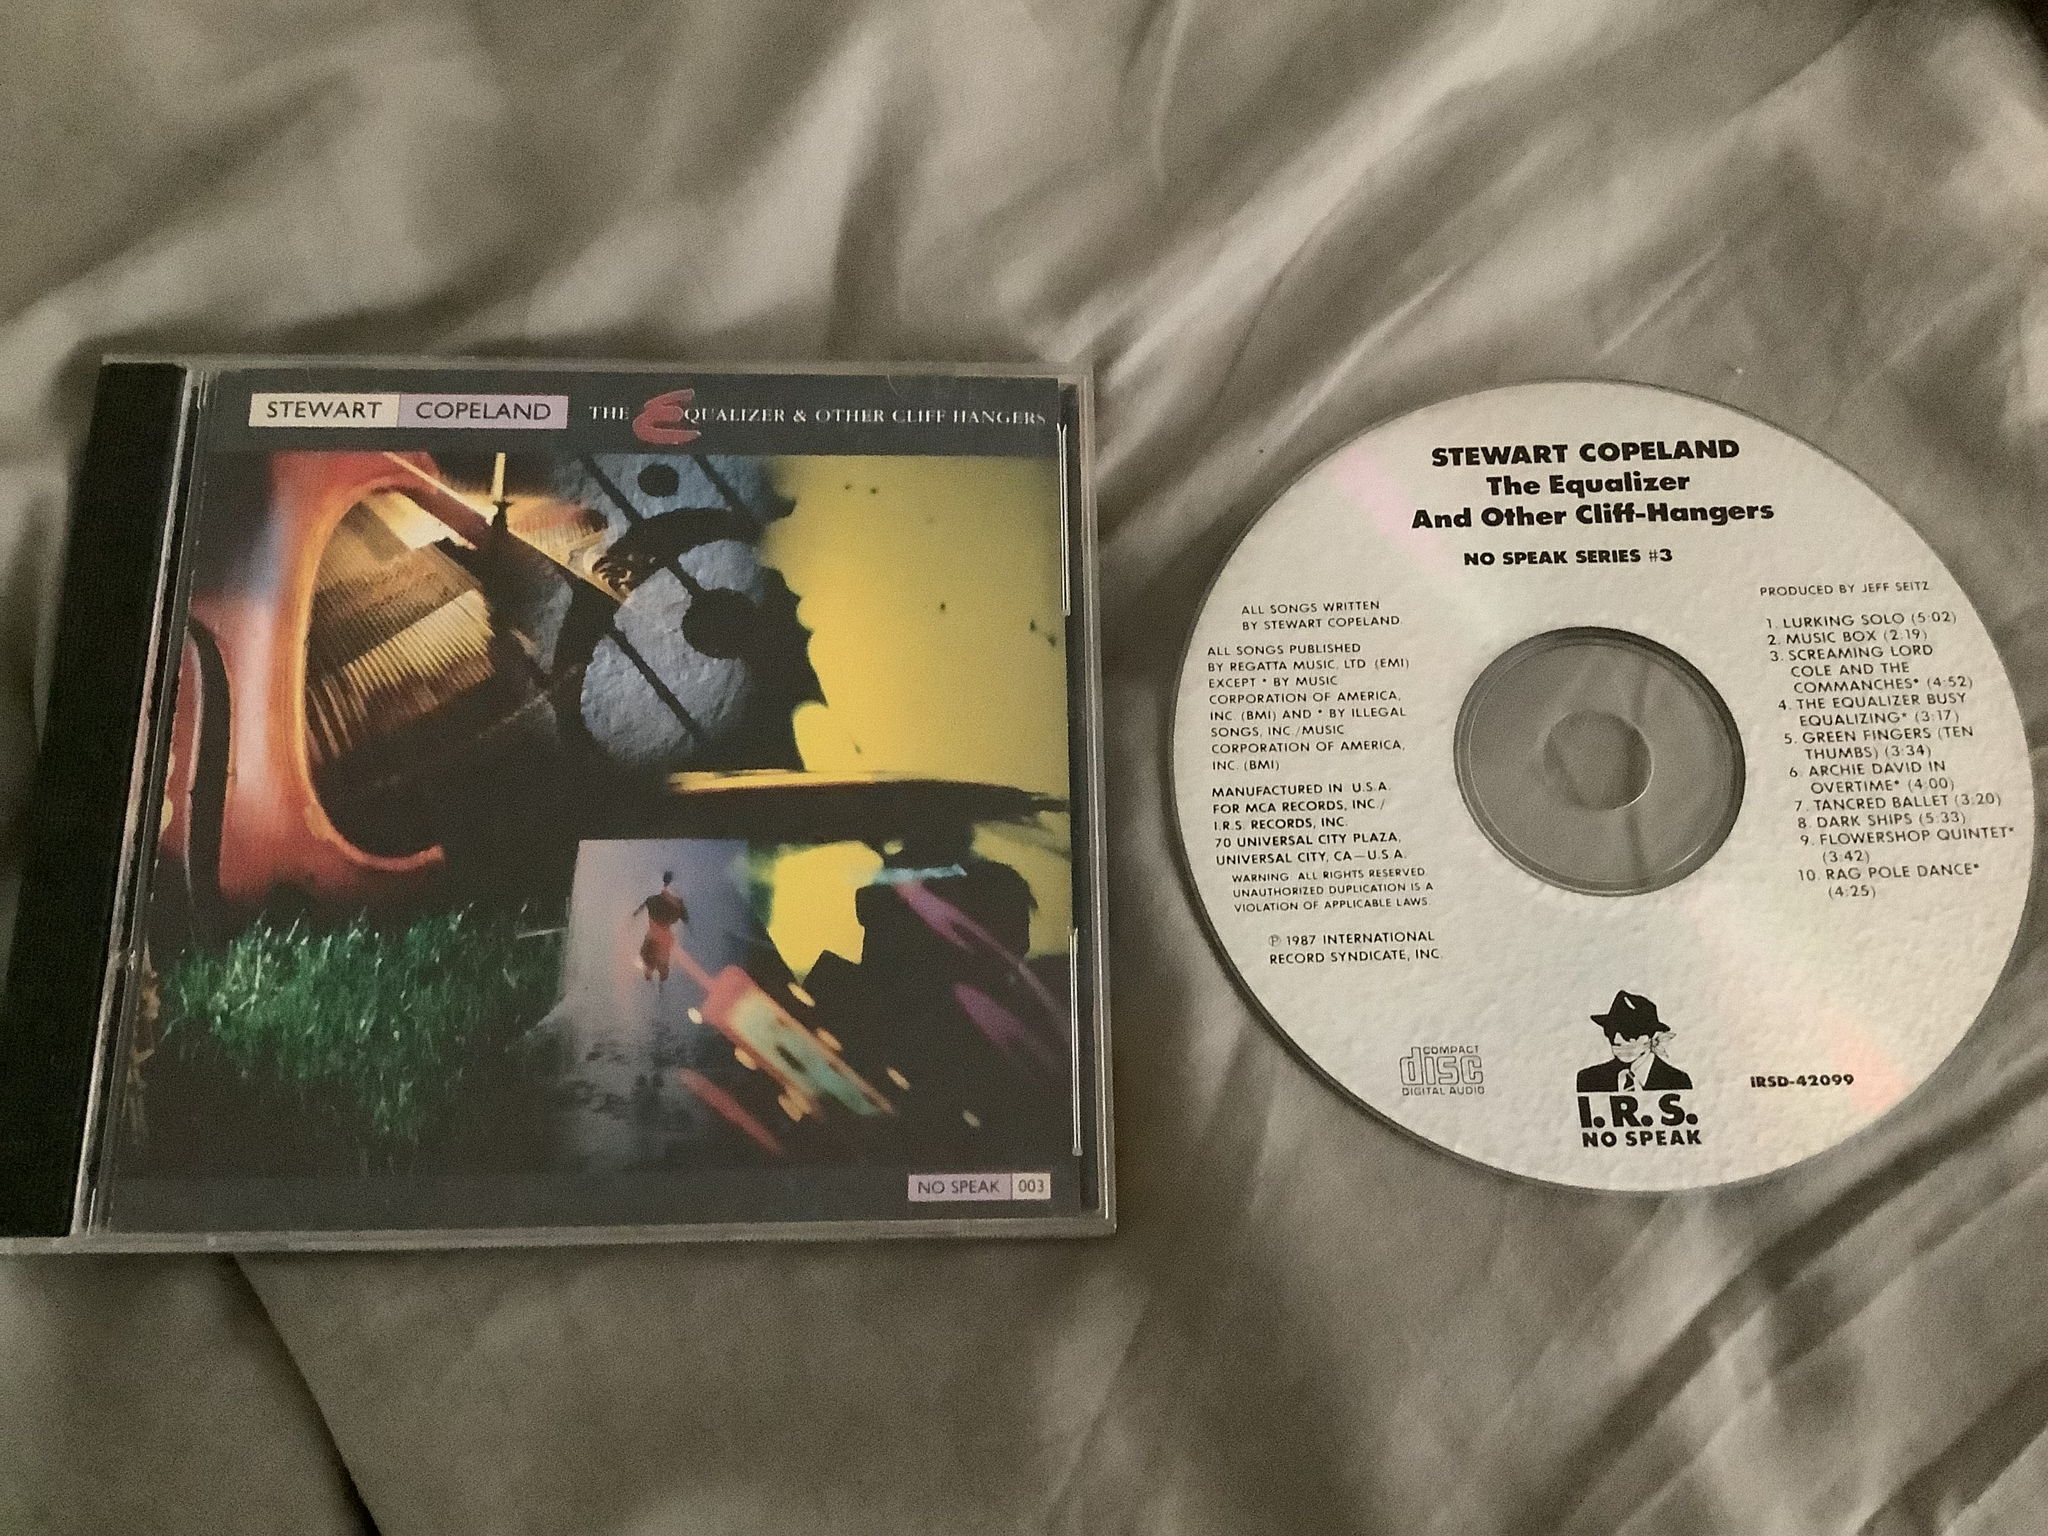 STEWART COPELAND THE EQUALIZER & OTHER CLIFF HANGERS
NO SPEAK 003
STEWART COPELAND
The Equalizer
And Other Cliff-Hangers
NO SPEAK SERIES #3
ALL SONGS WRITTEN
BY STEWART COPELAND.
ALL SONGS PUBLISHED
BY REGATTA MUSIC, LTD (EMI)
EXCEPT * BY MUSIC
CORPORATION OF AMERICA,
INC. (BMI) AND * BY ILLEGAL
SONGS, INC./MUSIC
CORPORATION OF AMERICA,
INC. (BMI)
MANUFACTURED IN U.S.A.
FOR MCA RECORDS, INC./
I.R.S. RECORDS, INC.
70 UNIVERSAL CITY PLAZA,
UNIVERSAL CITY, CA—U.S.A.
WARNING: ALL RIGHTS RESERVED.
UNAUTHORIZED DUPLICATION IS A
VIOLATION OF APPLICABLE LAWS.
℗ 1987 INTERNATIONAL
RECORD SYNDICATE, INC.
PRODUCED BY JEFF SEITZ.
1. LURKING SOLO (5:02)
2. MUSIC BOX (2:19)
3. SCREAMING LORD
COLE AND THE
COMMANCHES* (4:52)
4. THE EQUALIZER BUSY
EQUALIZING* (3:17)
5. GREEN FINGERS (TEN
THUMBS) (3:34)
6. ARCHIE DAVID IN
OVERTIME* (4:00)
7. TANCRED BALLET (3:20)
8. DARK SHIPS (5:33)
9. FLOWERSHOP QUINTET*
(3:42)
10. RAG POLE DANCE*
(4:25)
COMPACT
disc
DIGITAL AUDIO
I.R.S.
NO SPEAK
IRSD-42099